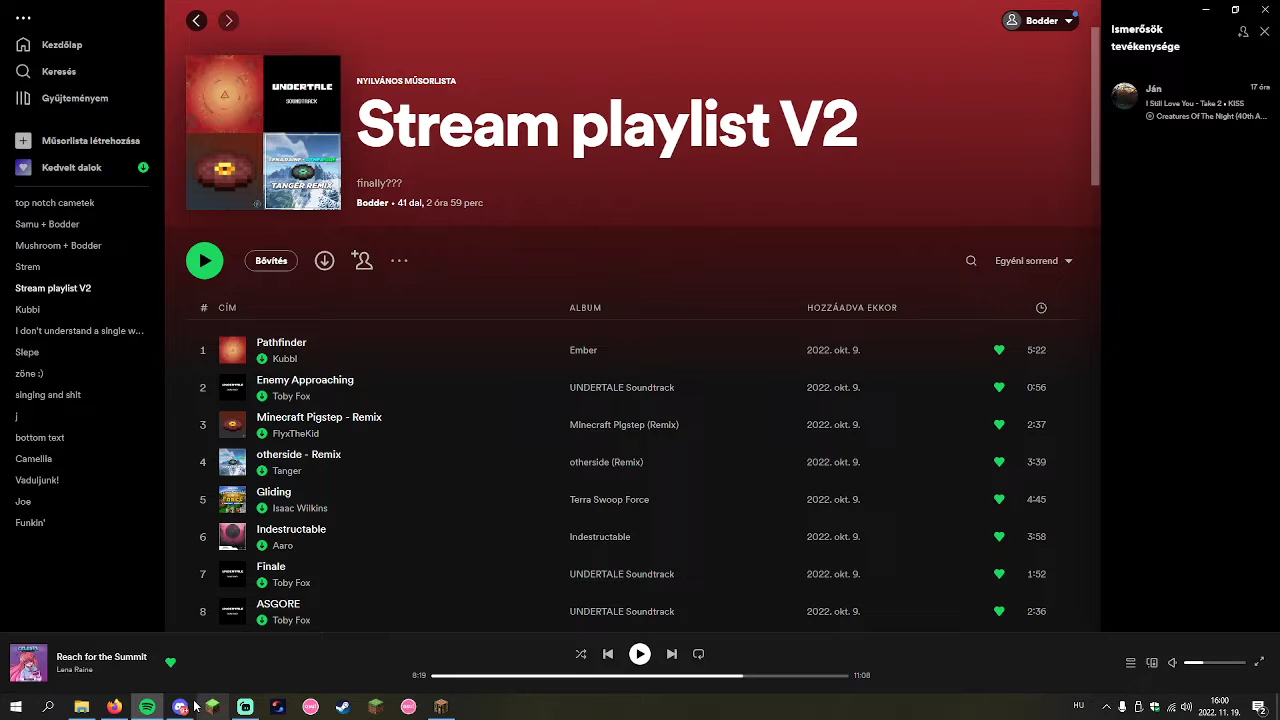 Kezdőlap
Keresés
Gyűjteményem
Műsorlista létrehozása
Kedvelt dalok
top notch cametek
Samu + Bodder
Mushroom + Bodder
Strem
Stream playlist V2
Kubbi
I don't understand a single w...
Slepe
zöne :)
singing and shit
j
bottom text
Camellia
Vaduljunk!
Joe
Funkin'
UNDERTALE
SOUNDTRACK
TANGER REMIX
NYILVÁNOS MŰSORLISTA
Stream playlist V2
finally???
Bodder • 41 dal, 2 óra 59 perc
Bodder
Bővítés
Egyéni sorrend
# CÍM ALBUM HOZZÁADVA EKKOR
1 Pathfinder Kubbi Ember 2022. okt. 9. 5:22
2 Enemy Approaching Toby Fox UNDERTALE Soundtrack 2022. okt. 9. 0:56
3 Minecraft Pigstep - Remix FlyxTheKid Minecraft Pigstep (Remix) 2022. okt. 9. 2:37
4 otherside - Remix Tanger otherside (Remix) 2022. okt. 9. 3:39
5 Gliding Isaac Wilkins Terra Swoop Force 2022. okt. 9. 4:45
6 Indestructable Aaro Indestructable 2022. okt. 9. 3:58
7 Finale Toby Fox UNDERTALE Soundtrack 2022. okt. 9. 1:52
8 ASGORE Toby Fox UNDERTALE Soundtrack 2022. okt. 9. 2:36
Ismerősök
tevékenysége
Ján 17 óra
I Still Love You - Take 2 • KISS
Creatures Of The Night (40th A...
CELESTE
Reach for the Summit
Lena Raine
8:19 11:08
HU
16:00
2022. 11. 19.